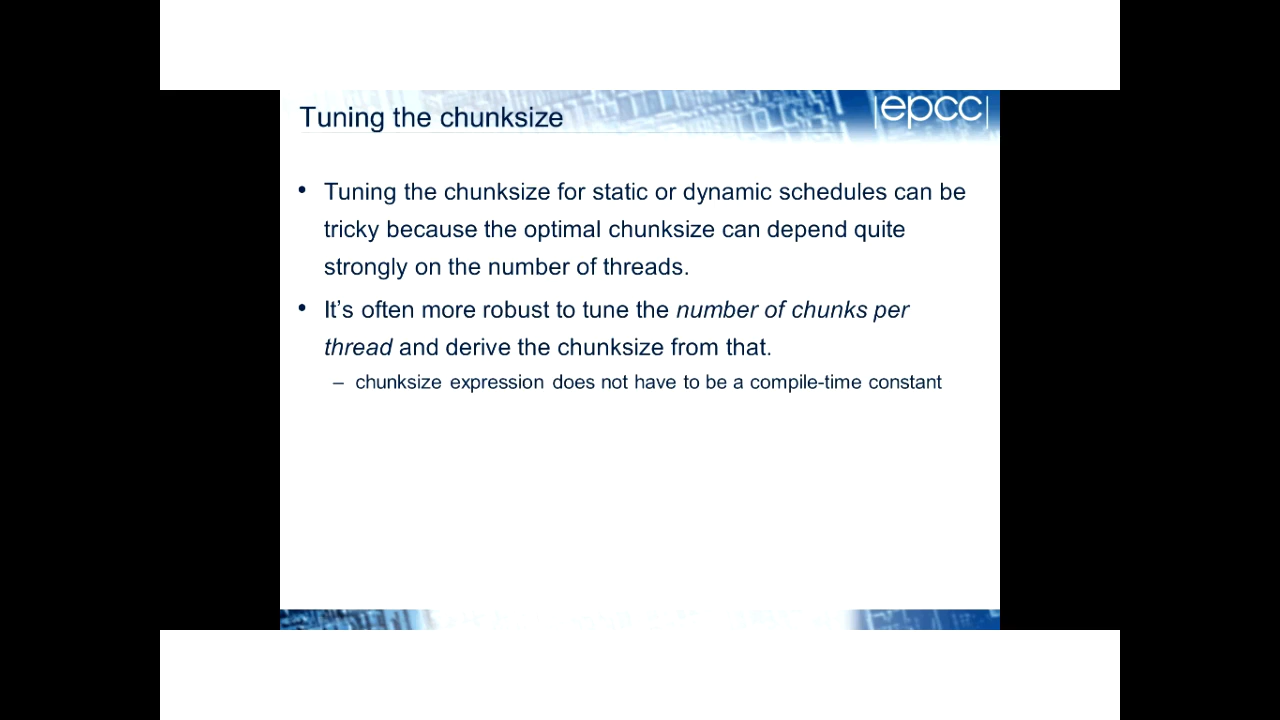 Tuning the chunksize
|epcc|
• Tuning the chunksize for static or dynamic schedules can be
tricky because the optimal chunksize can depend quite
strongly on the number of threads.
• It’s often more robust to tune the number of chunks per
thread and derive the chunksize from that.
– chunksize expression does not have to be a compile-time constant